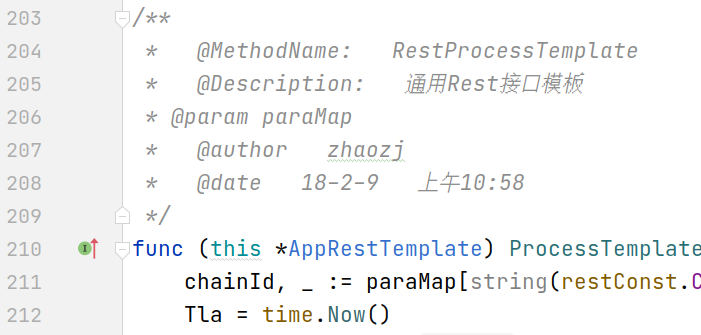 203 /**
204 * @MethodName: RestProcessTemplate
205 * @Description: 通用Rest接口模板
206 * @param paraMap
207 * @author zhaozj
208 * @date 18-2-9 上午10:58
209 */
210 I func (this *AppRestTemplate) ProcessTemplate
211 chainId, _ := paraMap[string(restConst.C
212 Tla = time.Now()